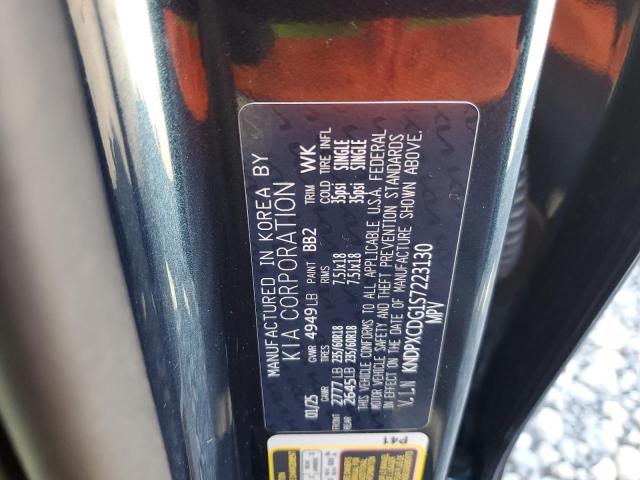 MANUFACTURED IN KOREA BY
KIA CORPORATION
01/25 GVWR 4949LB PAINT BB2 TRIM WK
GAWR TIRES RIMS COLD TIRE INFL
FRONT 2777LB 235/60R18 7.5Jx18 35psi SINGLE
REAR 2645LB 235/60R18 7.5Jx18 35psi SINGLE
THIS VEHICLE CONFORMS TO ALL APPLICABLE U.S.A. FEDERAL
MOTOR VEHICLE SAFETY AND THEFT PREVENTION STANDARDS
IN EFFECT ON THE DATE OF MANUFACTURE SHOWN ABOVE.
V.I.N KNDPXCDG1S7223130
MPV
P41